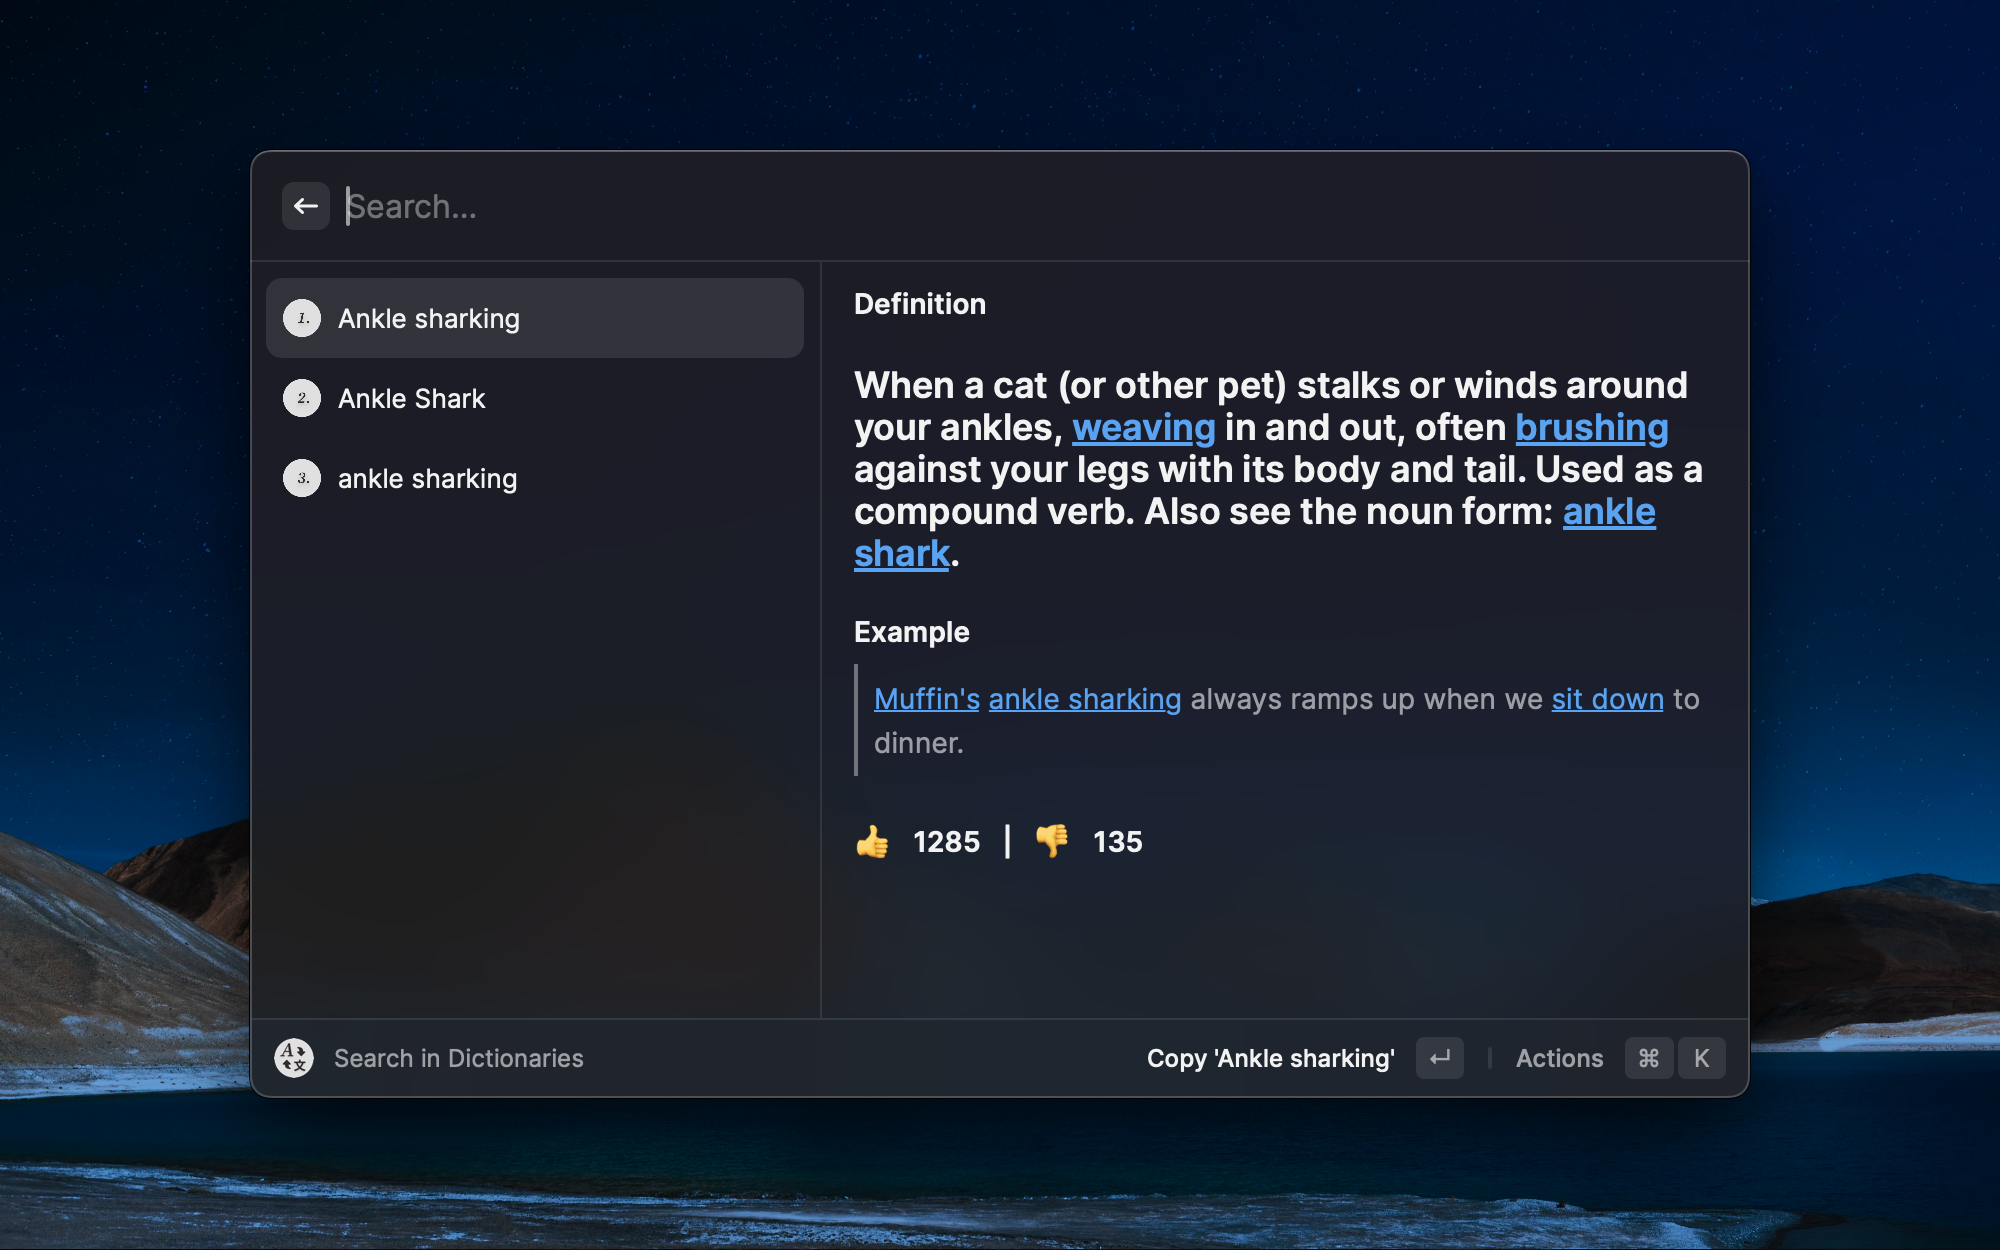 Search...
1. Ankle sharking
2. Ankle Shark
3. ankle sharking
Definition
When a cat (or other pet) stalks or winds around
your ankles, weaving in and out, often brushing
against your legs with its body and tail. Used as a
compound verb. Also see the noun form: ankle
shark.
Example
Muffin's ankle sharking always ramps up when we sit down to
dinner.
👍 1285 | 👎 135
A文 Search in Dictionaries
Copy 'Ankle sharking' ↵ | Actions ⌘ K